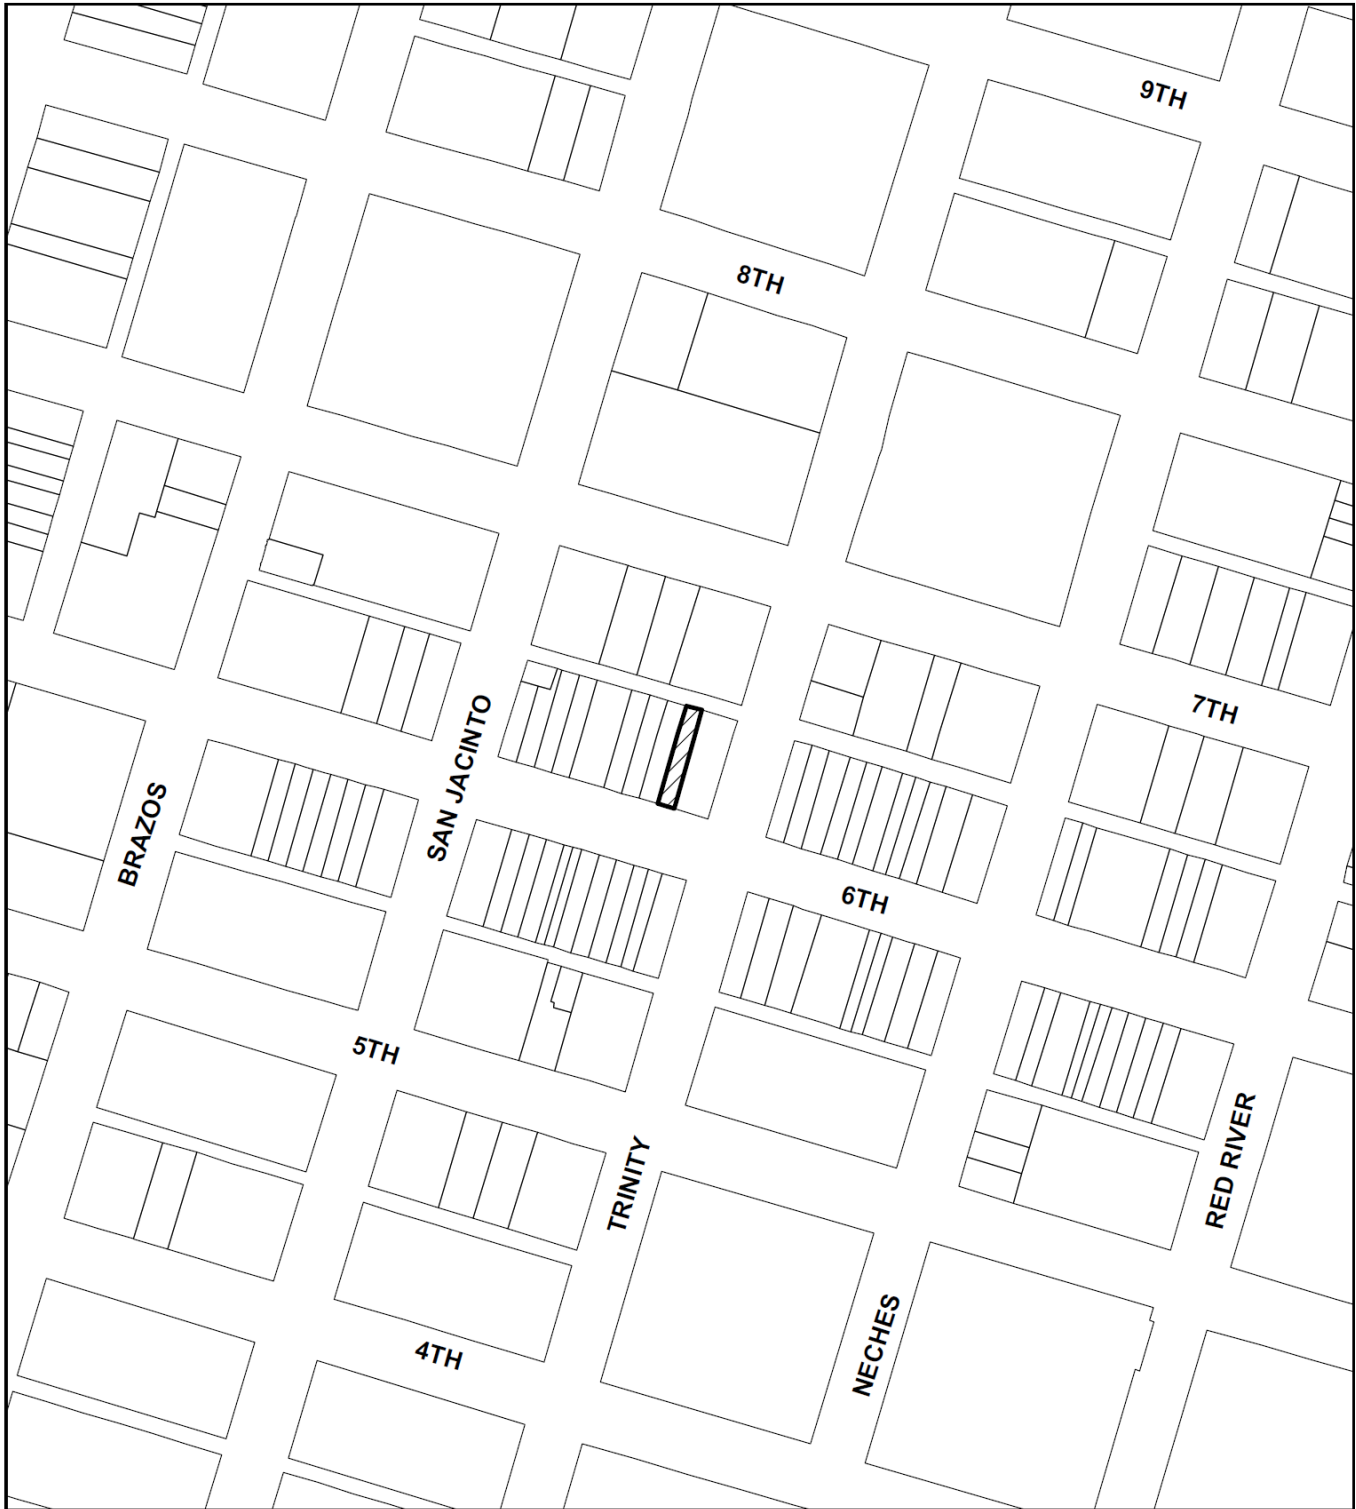 9TH
8TH
7TH
SAN JACINTO
BRAZOS
6TH
5TH
TRINITY
RED RIVER
NECHES
4TH